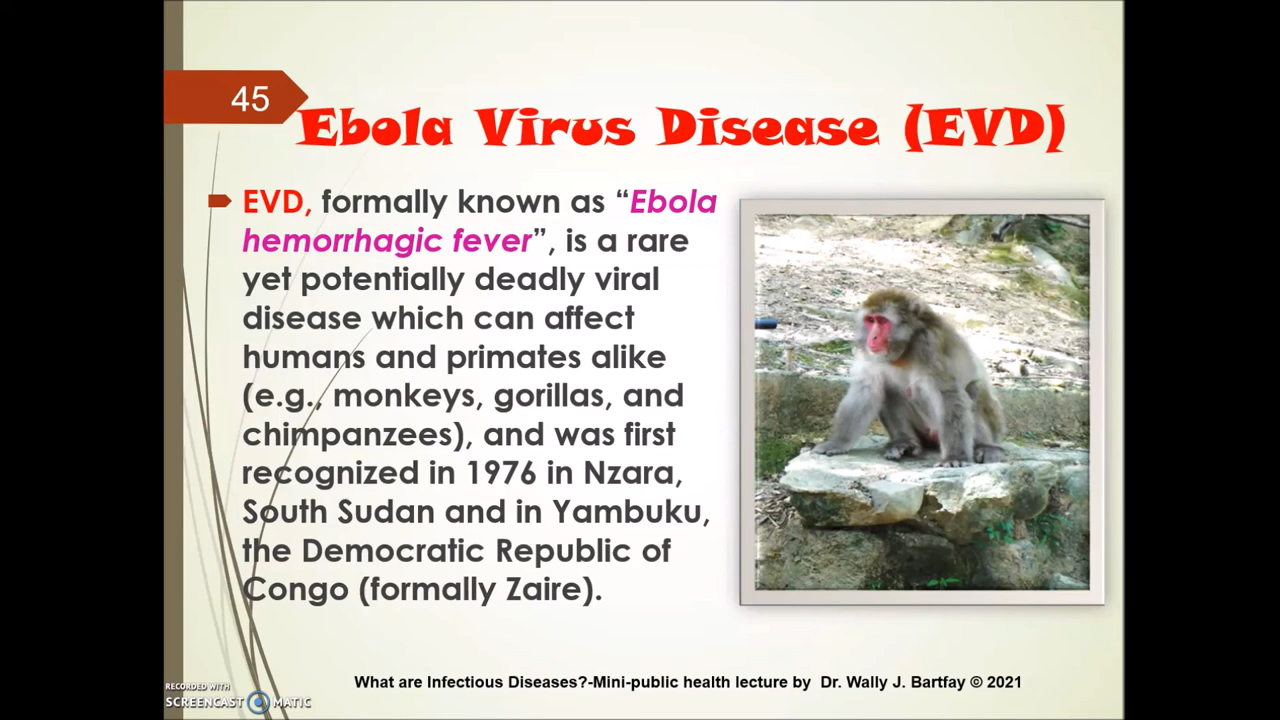 45
Ebola Virus Disease (EVD)
EVD, formally known as “Ebola
hemorrhagic fever”, is a rare
yet potentially deadly viral
disease which can affect
humans and primates alike
(e.g., monkeys, gorillas, and
chimpanzees), and was first
recognized in 1976 in Nzara,
South Sudan and in Yambuku,
the Democratic Republic of
Congo (formally Zaire).
What are Infectious Diseases?-Mini-public health lecture by Dr. Wally J. Bartfay © 2021
RECORDED WITH
SCREENCAST MATIC